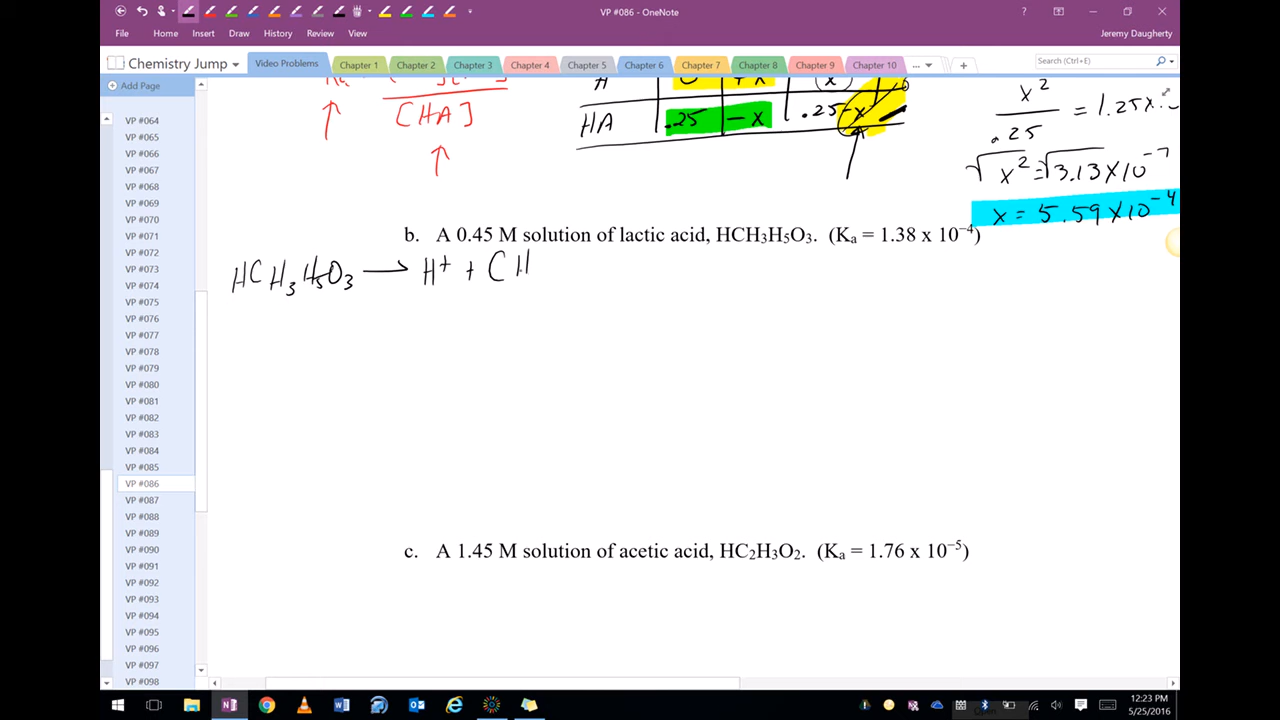 VP #086 - OneNote
Jeremy Daugherty
File Home Insert Draw History Review View
Chemistry Jump Video Problems Chapter 1 Chapter 2 Chapter 3 Chapter 4 Chapter 5 Chapter 6 Chapter 7 Chapter 8 Chapter 9 Chapter 10 ... Search (Ctrl+E)
Add Page
VP #064
VP #065
VP #066
VP #067
VP #068
VP #069
VP #070
VP #071
VP #072
VP #073
VP #074
VP #075
VP #076
VP #077
VP #078
VP #079
VP #080
VP #081
VP #082
VP #083
VP #084
VP #085
VP #086
VP #087
VP #088
VP #089
VP #090
VP #091
VP #092
VP #093
VP #094
VP #095
VP #096
VP #097
VP #098
[HA]
HA .25 -x .25-x
x² / .25 = 1.25x
√x² = √3.13x10⁻⁷
x = 5.59x10⁻⁴
b. A 0.45 M solution of lactic acid, HCH3H5O3. (Ka = 1.38 x 10⁻⁴)
HCH₃H₅O₃ → H⁺ + CH
c. A 1.45 M solution of acetic acid, HC₂H₃O₂. (Ka = 1.76 x 10⁻⁵)
12:23 PM
5/25/2016